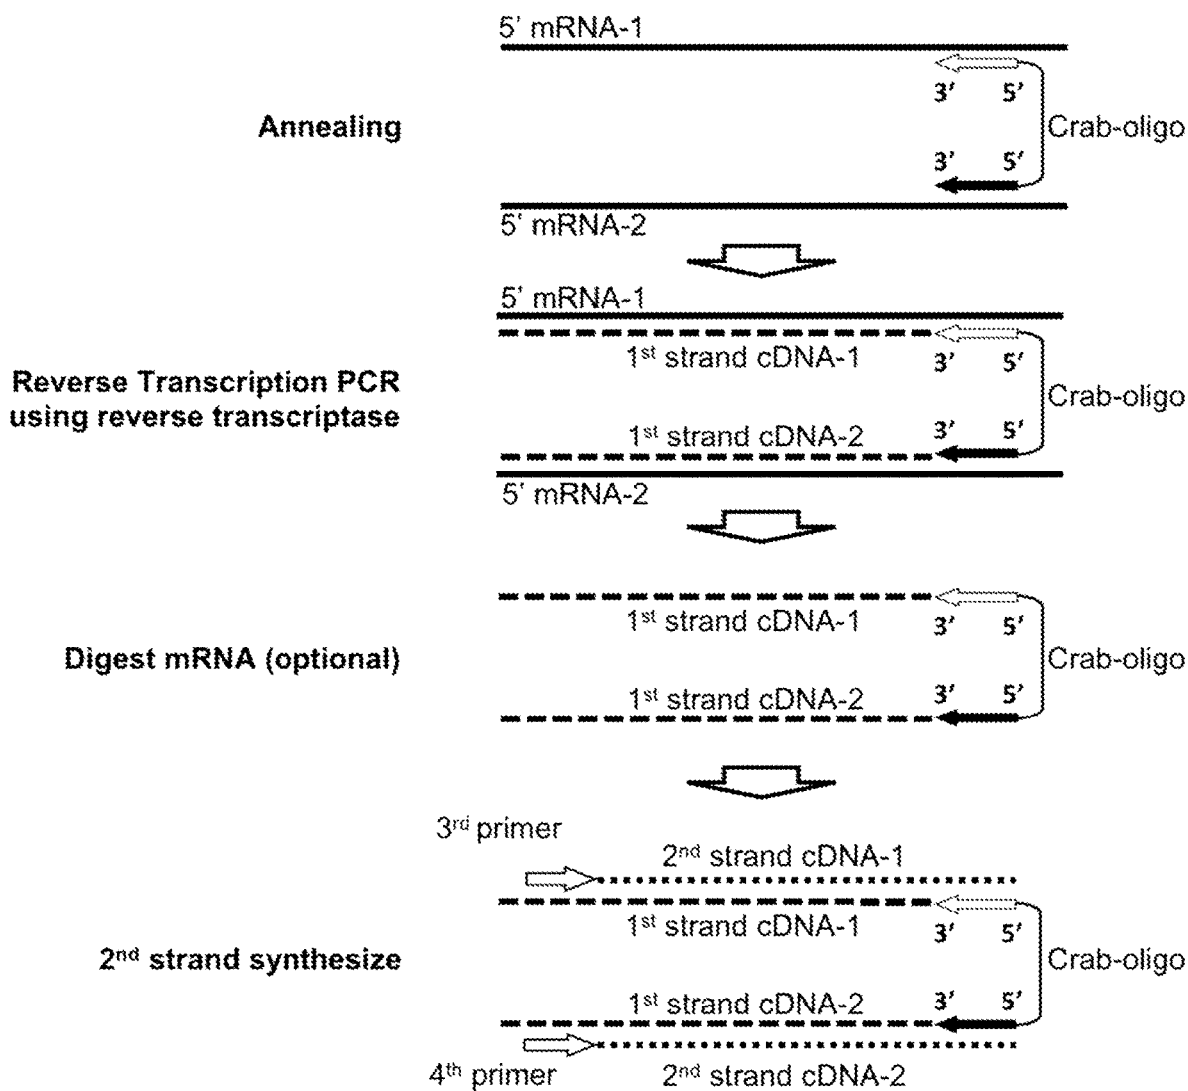 5’ mRNA-1
3’ 5’
Annealing
Crab-oligo
3’ 5’
5’ mRNA-2
5’ mRNA-1
1st strand cDNA-1
3’ 5’
Reverse Transcription PCR
using reverse transcriptase
Crab-oligo
1st strand cDNA-2
3’ 5’
5’ mRNA-2
1st strand cDNA-1
3’ 5’
Digest mRNA (optional)
Crab-oligo
1st strand cDNA-2
3’ 5’
3rd primer
2nd strand cDNA-1
1st strand cDNA-1
3’ 5’
2nd strand synthesize
Crab-oligo
1st strand cDNA-2
3’ 5’
4th primer
2nd strand cDNA-2